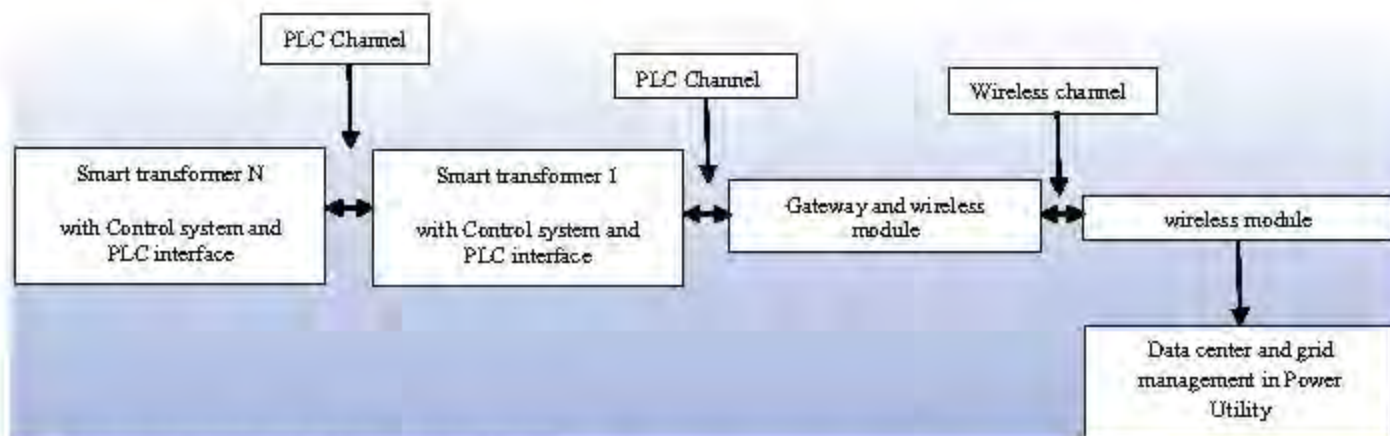 PLC Channel
PLC Channel
Wireless channel
Smart transformer N
with Control system and
PLC interface
Smart transformer 1
with Control system and
PLC interface
Gateway and wireless
module
wireless module
Data center and grid
management in Power
Utility